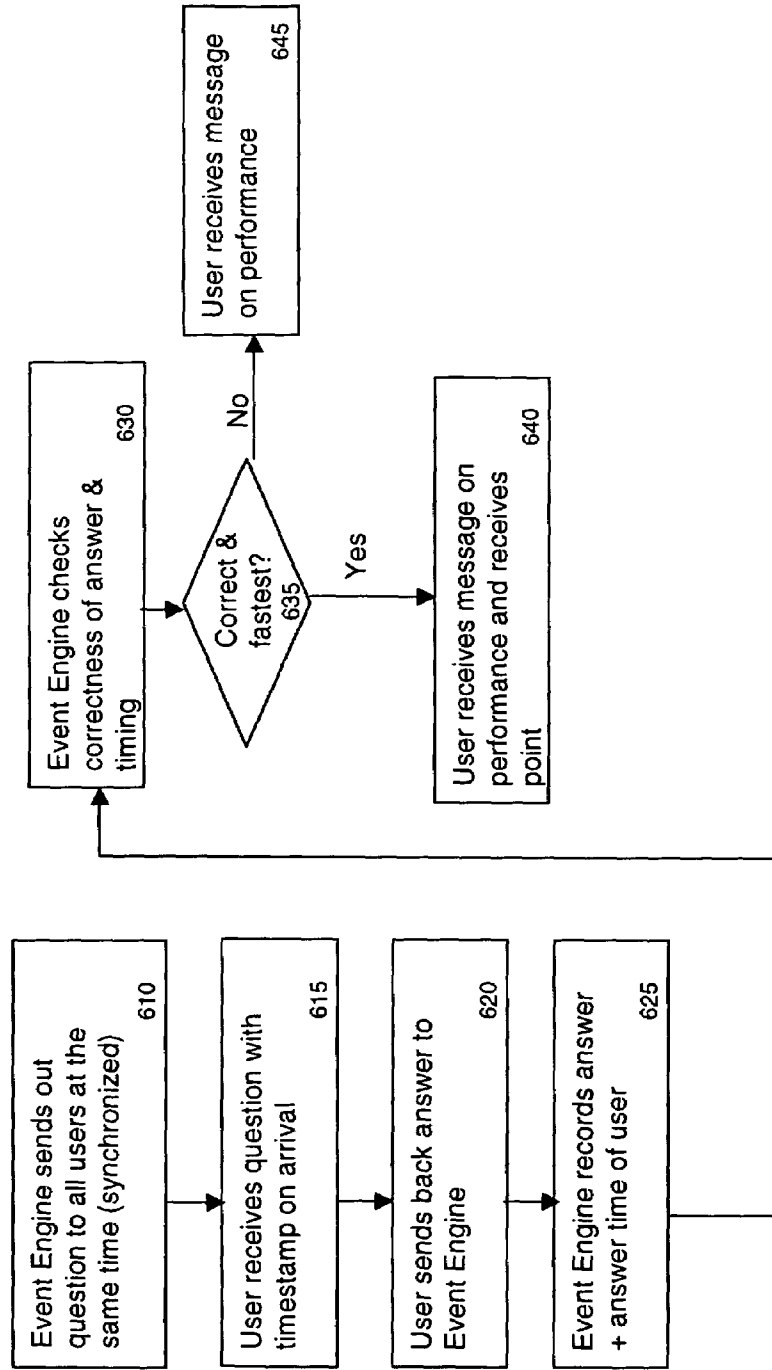 Event Engine sends out
question to all users at the
same time (synchronized)
610
User receives question with
timestamp on arrival
615
User sends back answer to
Event Engine
620
Event Engine records answer
+ answer time of user
625
Event Engine checks
correctness of answer &
timing
630
Correct &
fastest?
635
No
Yes
User receives message on
performance and receives
point
640
User receives message
on performance
645